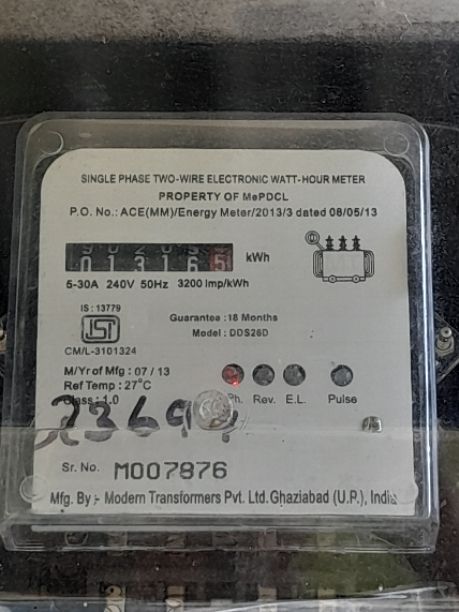 SINGLE PHASE TWO-WIRE ELECTRONIC WATT-HOUR METER
PROPERTY OF MePDCL
P.O. No.: ACE(MM)/Energy Meter/2013/3 dated 08/05/13
013165 kWh
5-30A 240V 50Hz 3200 Imp/kWh
IS : 13779
ISI
CM/L-3101324
Guarantee :18 Months
Model : DDS26D
M/Yr of Mfg : 07 / 13
Ref Temp : 27°C
Class : 1.0
Ph. Rev. E.L. Pulse
Sr. No. M007876
Mfg. By :- Modern Transformers Pvt. Ltd. Ghaziabad (U.P.), India